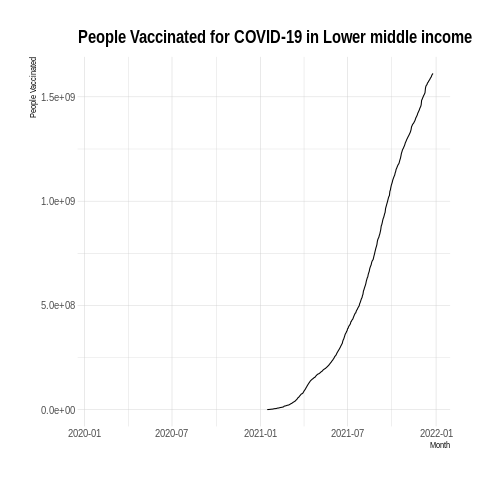 People Vaccinated for COVID-19 in Lower middle income
People Vaccinated
1.5e+09
1.0e+09
5.0e+08
0.0e+00
2020-01 2020-07 2021-01 2021-07 2022-01
Month